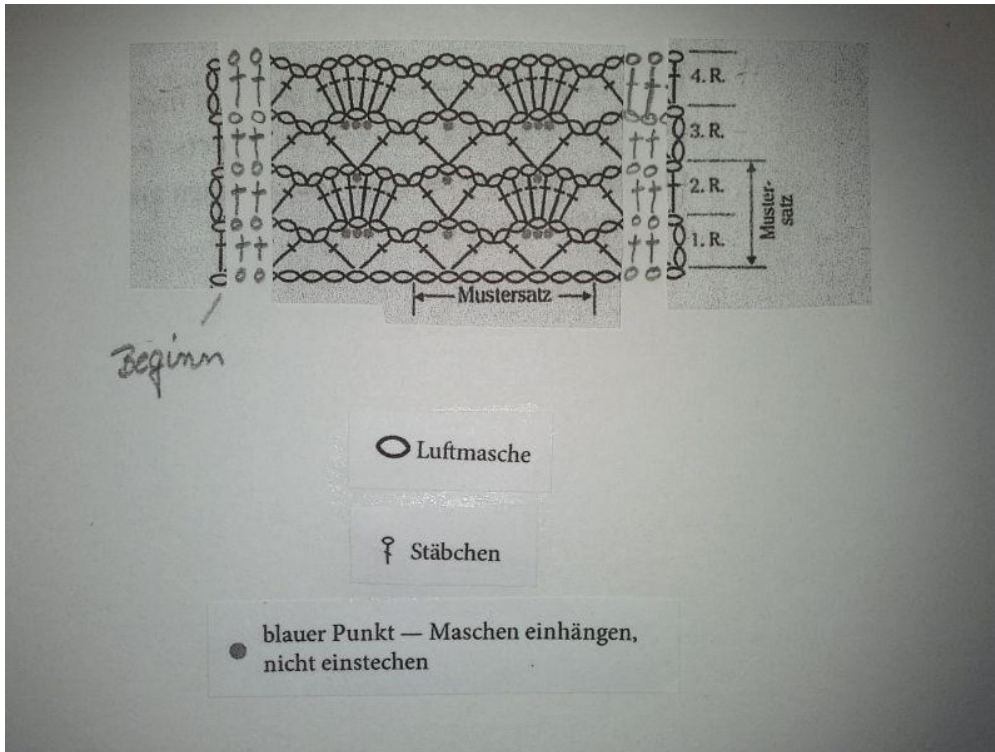 4. R.
3. R.
2. R.
1. R.
Muster-
satz
Mustersatz
Beginn
Luftmasche
Stäbchen
blauer Punkt — Maschen einhängen,
nicht einstechen